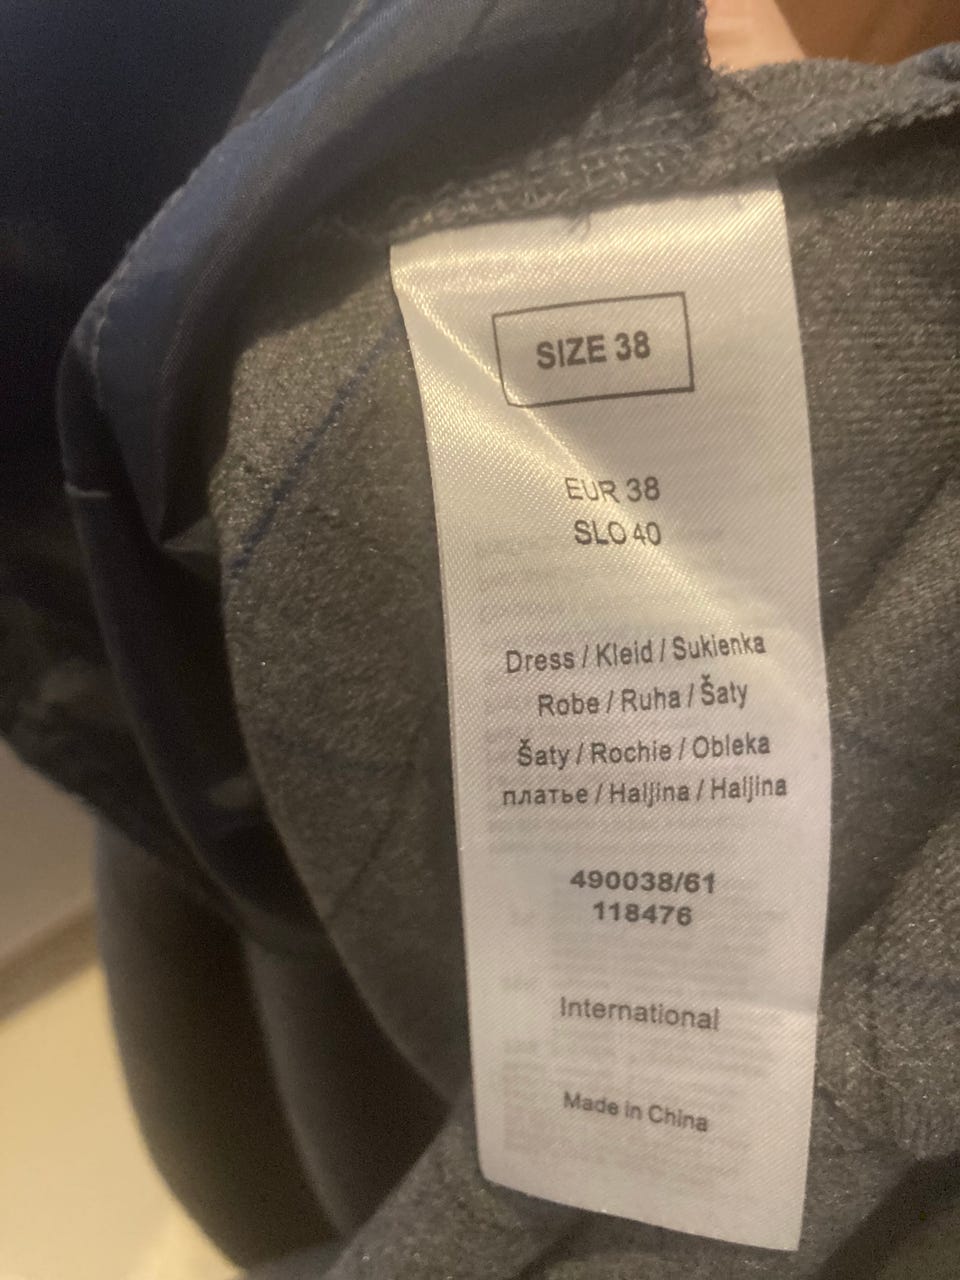 SIZE 38
EUR 38
SLO 40
Dress / Kleid / Sukienka
Robe / Ruha / Šaty
Šaty / Rochie / Obleka
платье / Haljina / Haljina
490038/61
118476
International
Made in China